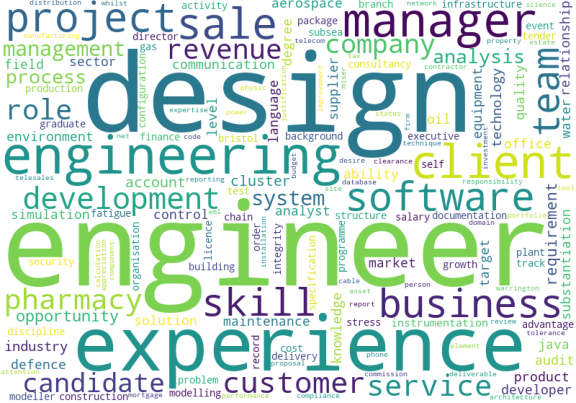 distribution whilst activity aerospace branch network infrastructure science
manufacturing director package event
project sale manager
subsea telecom tender property estate
management revenue degree company
gas tax
field sector communication consultancy analysis
process production configuration justification supplier miser contractor
role graduate expertise level language physic improvement status oil equipment technology quality team water relationship
power firm
design
environment net finance code bristol background executive office
engineering client
telesales reporting budget desire clearance technique self investment responsibility
account cluster ability database tool
development system software
simulation fatigue control xml test site analyst structure salary documentation portfolio requirement substantiation
chain order installation integrity programme domain
engineer
security calculation appreciation component organisation licence building specification market growth target plant track
cable asset person warrington
pharmacy skill business
opportunity solution maintenance knowledge report stress instrumentation review advantage
discipline tolerance
industry record cost delivery phone element java
experience
defence problem proposal deliverable audit
attention commission
candidate customer service product developer
modeller construction mortgage modelling performance compliance architecture